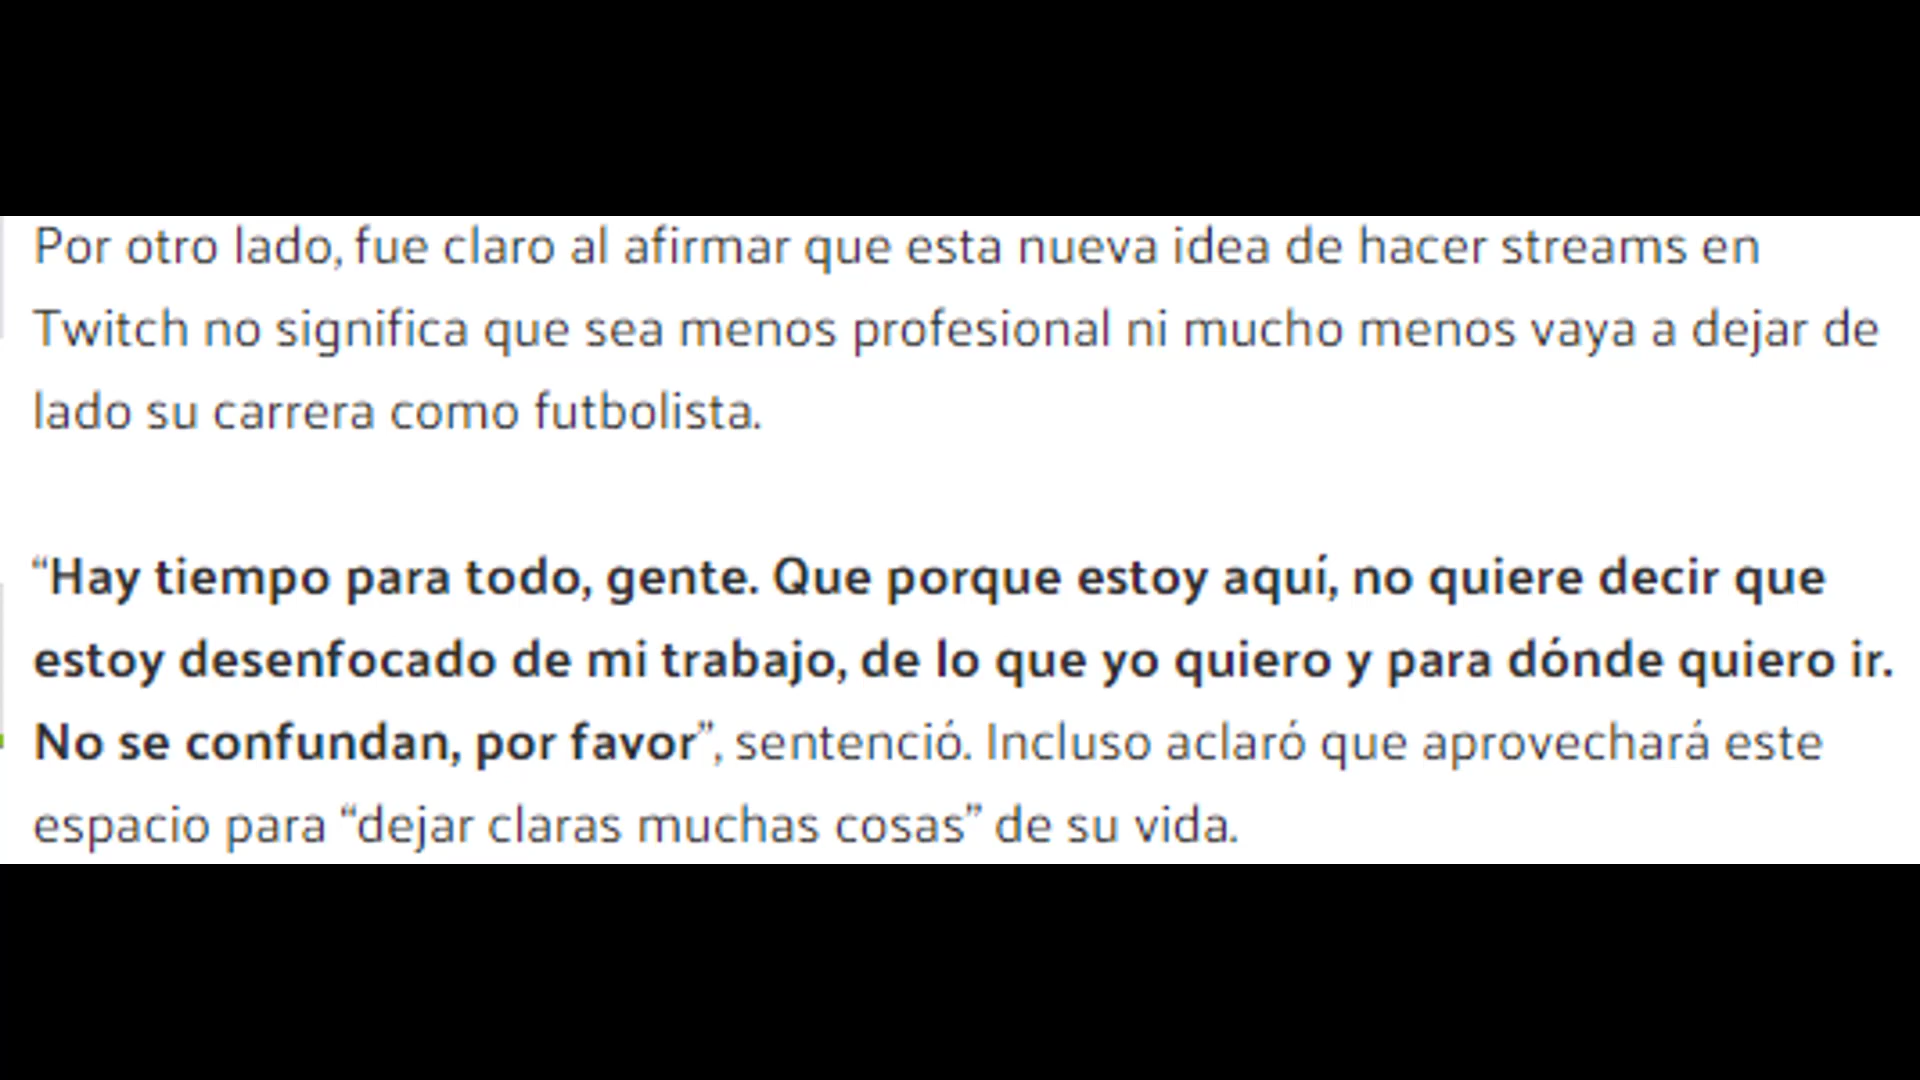 Por otro lado, fue claro al afirmar que esta nueva idea de hacer streams en
Twitch no significa que sea menos profesional ni mucho menos vaya a dejar de
lado su carrera como futbolista.
“Hay tiempo para todo, gente. Que porque estoy aquí, no quiere decir que
estoy desenfocado de mi trabajo, de lo que yo quiero y para dónde quiero ir.
No se confundan, por favor”, sentenció. Incluso aclaró que aprovechará este
espacio para “dejar claras muchas cosas” de su vida.